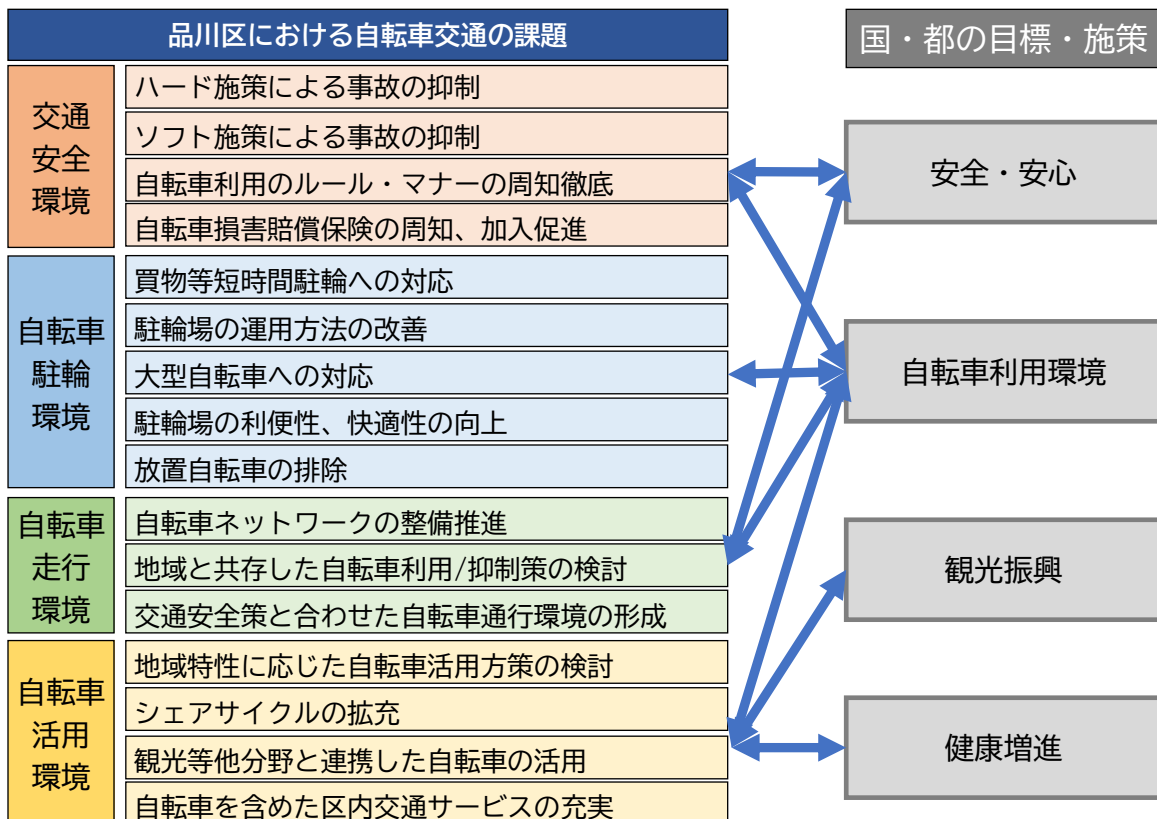 品川区における自転車交通の課題
国・都の目標・施策
交通
安全
環境
ハード施策による事故の抑制
ソフト施策による事故の抑制
自転車利用のルール・マナーの周知徹底
自転車損害賠償保険の周知、加入促進
自転車
駐輪
環境
買物等短時間駐輪への対応
駐輪場の運用方法の改善
大型自転車への対応
駐輪場の利便性、快適性の向上
放置自転車の排除
自転車
走行
環境
自転車ネットワークの整備推進
地域と共存した自転車利用/抑制策の検討
交通安全策と合わせた自転車通行環境の形成
自転車
活用
環境
地域特性に応じた自転車活用方策の検討
シェアサイクルの拡充
観光等他分野と連携した自転車の活用
自転車を含めた区内交通サービスの充実
安全・安心
自転車利用環境
観光振興
健康増進